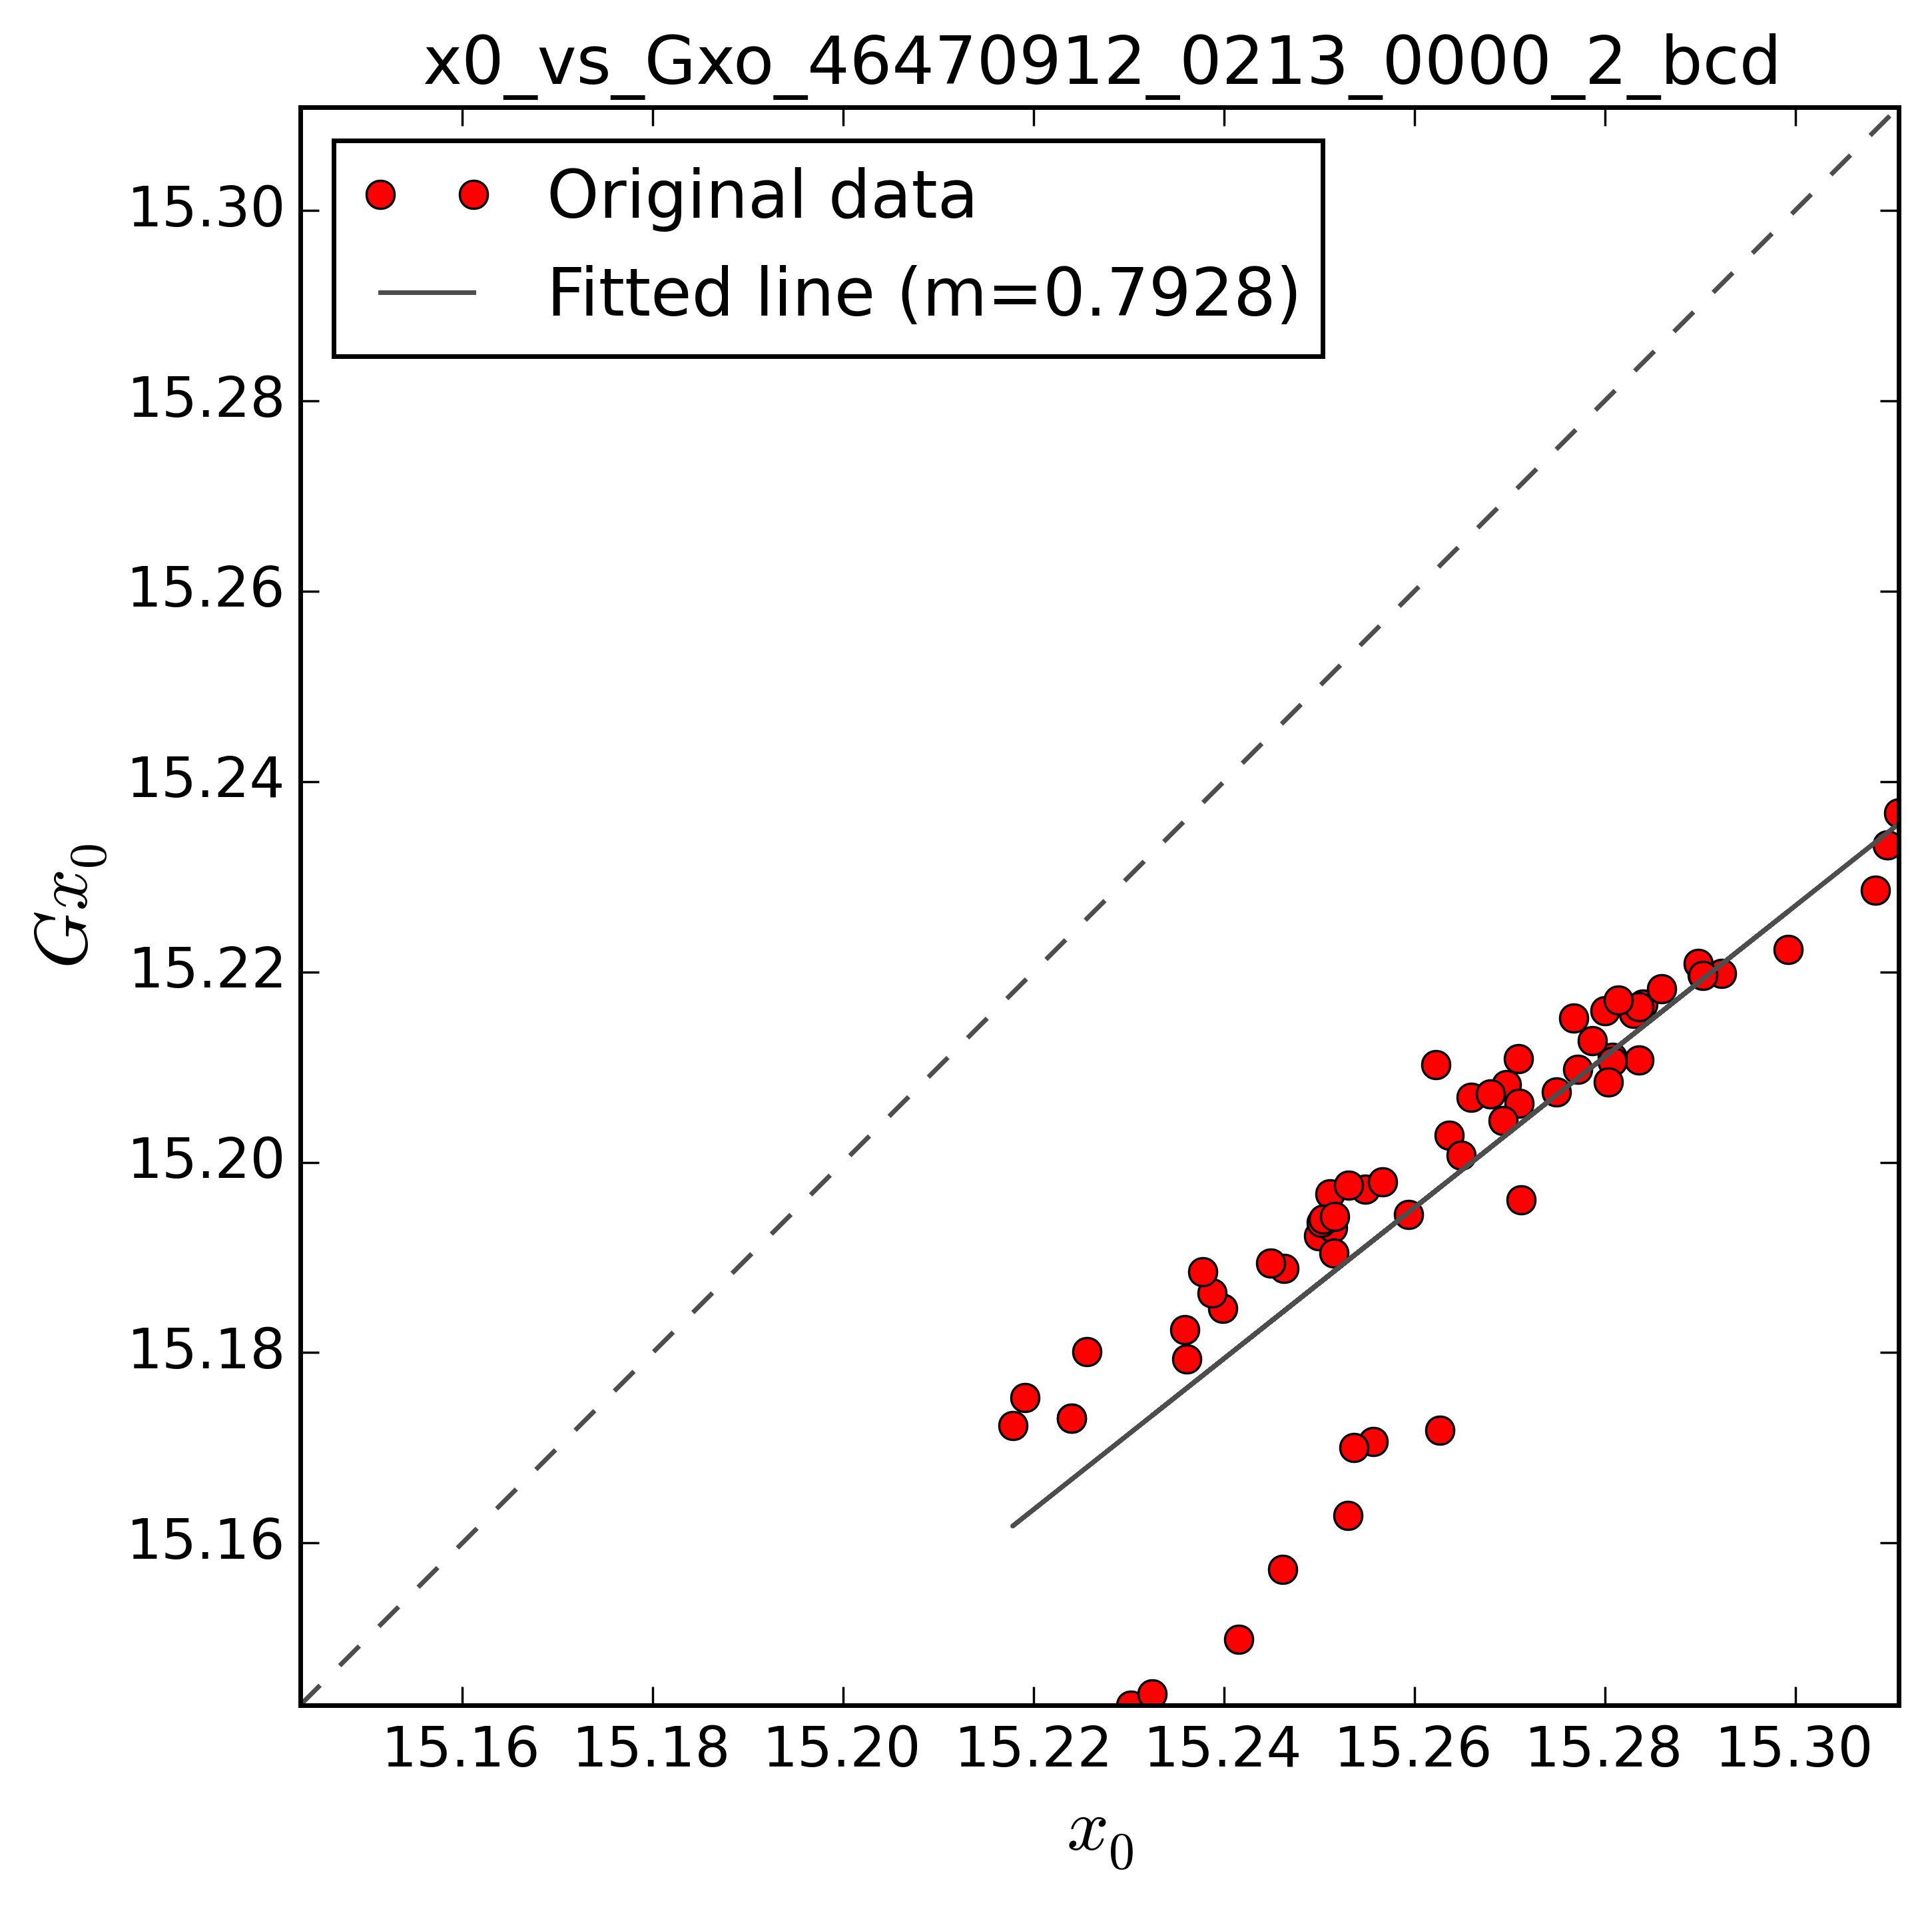 x0_vs_Gxo_46470912_0213_0000_2_bcd
Original data
Fitted line (m=0.7928)
15.30
15.28
15.26
15.24
15.22
15.20
15.18
15.16
Gx₀
15.16 15.18 15.20 15.22 15.24 15.26 15.28 15.30
x₀